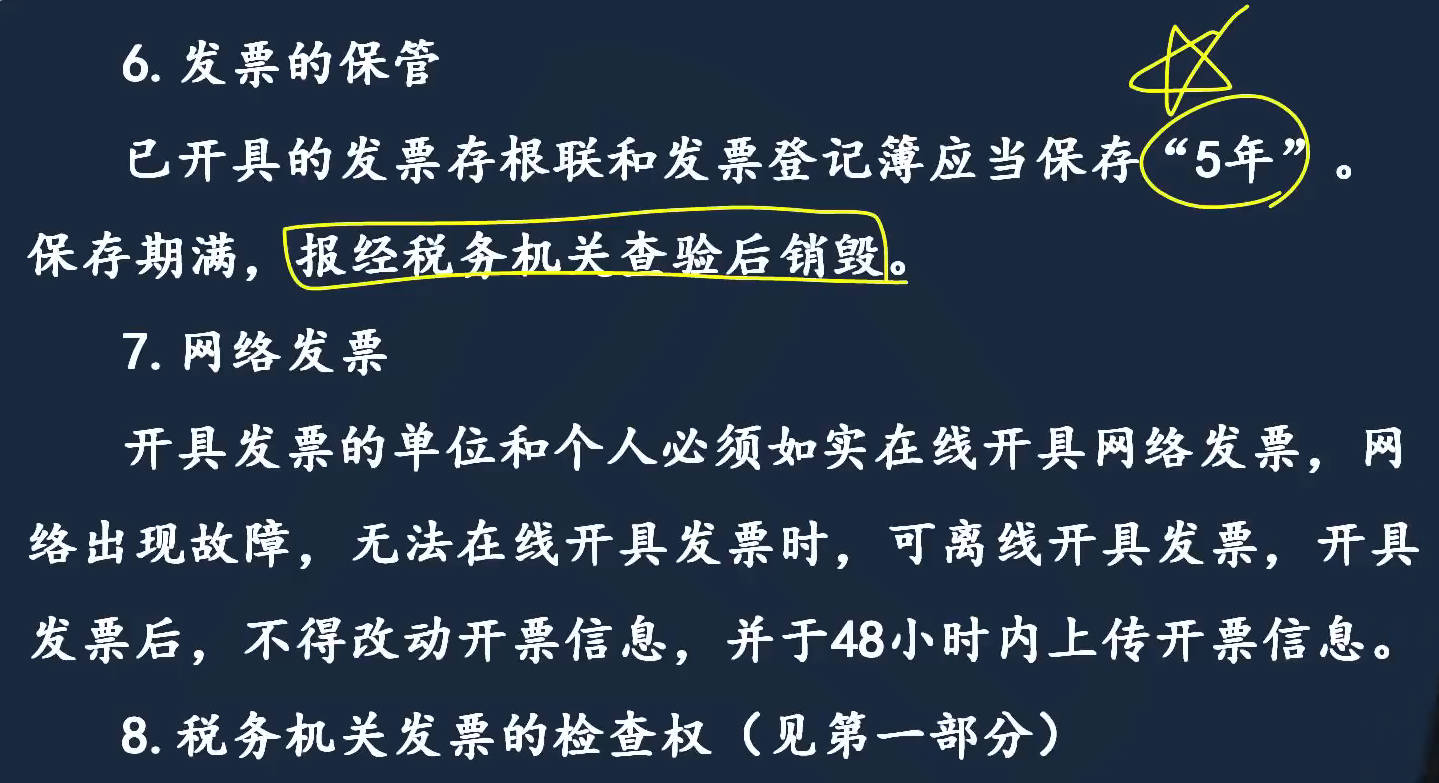 6. 发票的保管
已开具的发票存根联和发票登记簿应当保存“5年”。
保存期满，报经税务机关查验后销毁。
7. 网络发票
开具发票的单位和个人必须如实在线开具网络发票，网
络出现故障，无法在线开具发票时，可离线开具发票，开具
发票后，不得改动开票信息，并于48小时内上传开票信息。
8. 税务机关发票的检查权（见第一部分）